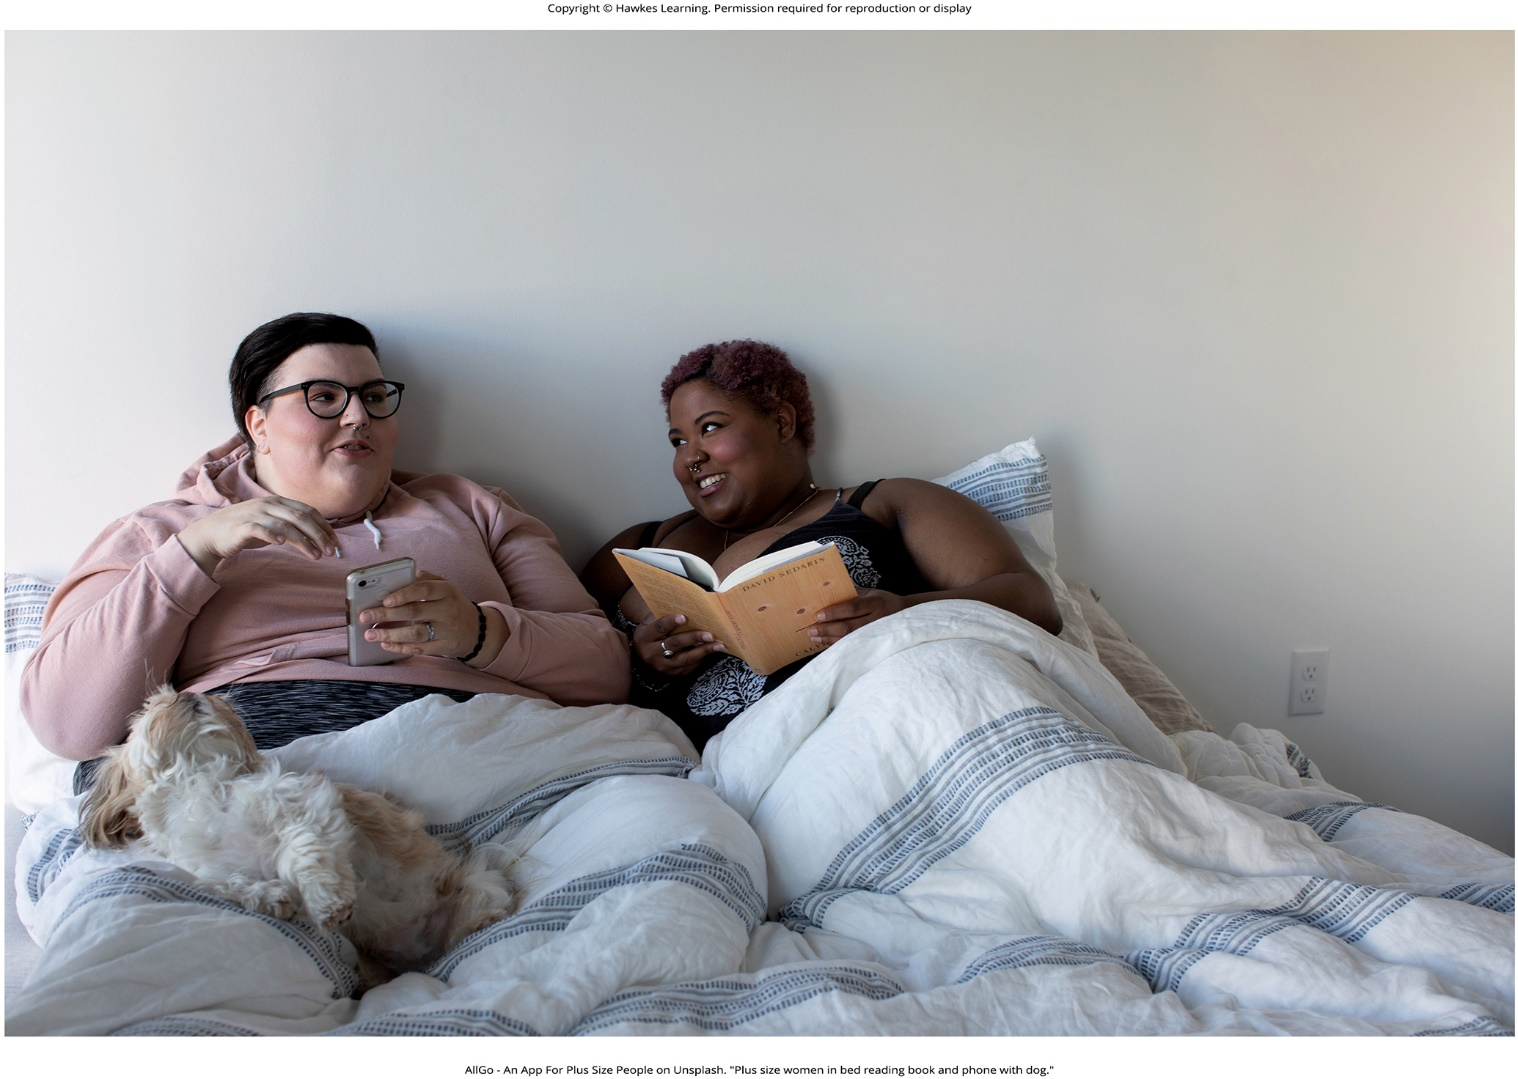 Copyright © Hawkes Learning. Permission required for reproduction or display
DAVID SEDARIS
AllGo - An App For Plus Size People on Unsplash. "Plus size women in bed reading book and phone with dog."